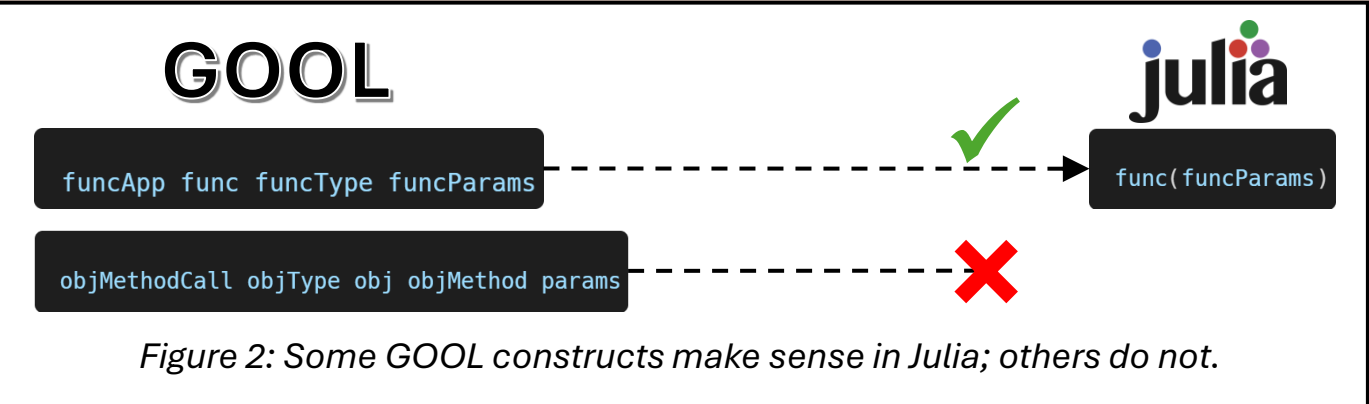 GOOL
julia
funcApp func funcType funcParams
func(funcParams)
objMethodCall objType obj objMethod params
Figure 2: Some GOOL constructs make sense in Julia; others do not.